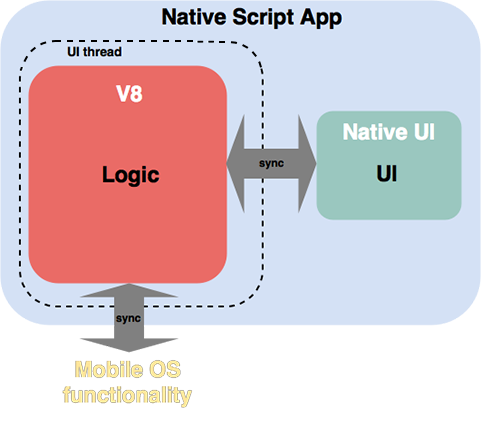 Native Script App
UI thread
V8
Logic
sync
Native UI
UI
sync
Mobile OS
functionality